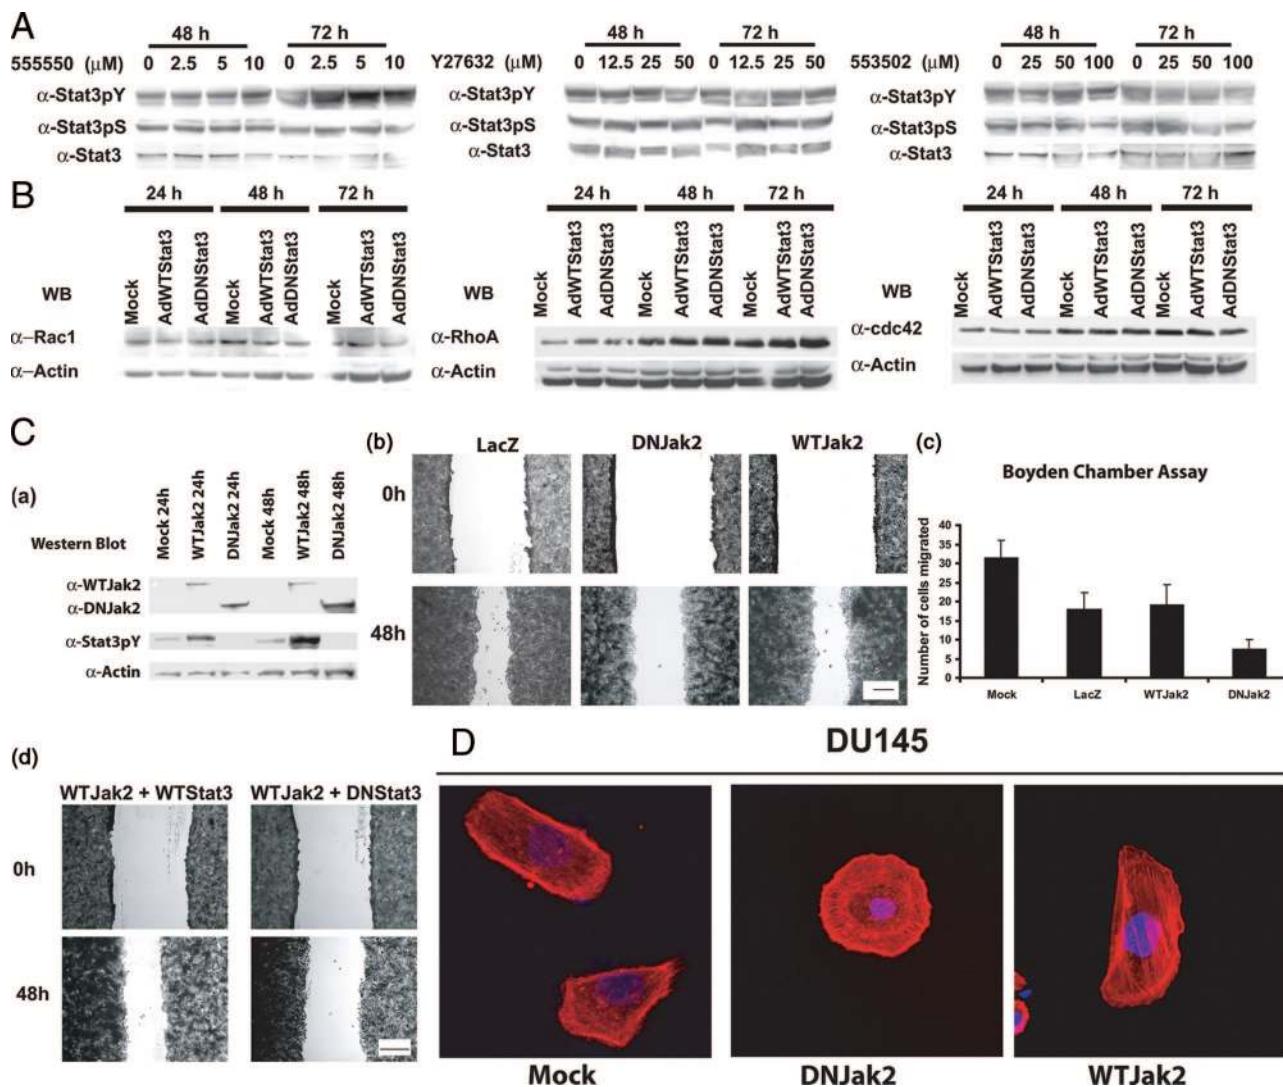 A
48 h 72 h
555550 (μM) 0 2.5 5 10 0 2.5 5 10
α-Stat3pY
α-Stat3pS
α-Stat3
48 h 72 h
Y27632 (μM) 0 12.5 25 50 0 12.5 25 50
α-Stat3pY
α-Stat3pS
α-Stat3
48 h 72 h
553502 (μM) 0 25 50 100 0 25 50 100
α-Stat3pY
α-Stat3pS
α-Stat3
B
24 h 48 h 72 h
WB Mock AdWTStat3 AdDNStat3 Mock AdWTStat3 AdDNStat3 Mock AdWTStat3 AdDNStat3
α–Rac1
α–Actin
24 h 48 h 72 h
WB Mock AdWTStat3 AdDNStat3 Mock AdWTStat3 AdDNStat3 Mock AdWTStat3 AdDNStat3
α-RhoA
α-Actin
24 h 48 h 72 h
WB Mock AdWTStat3 AdDNStat3 Mock AdWTStat3 AdDNStat3 Mock AdWTStat3 AdDNStat3
α-cdc42
α-Actin
C
(a)
Western Blot Mock 24h WTJak2 24h DNJak2 24h Mock 48h WTJak2 48h DNJak2 48h
α-WTJak2
α-DNJak2
α-Stat3pY
α-Actin
(b)
LacZ DNJak2 WTJak2
0h
48h
(c)
Boyden Chamber Assay
Number of cells migrated
40
35
30
25
20
15
10
5
0
Mock LacZ WTJak2 DNJak2
(d)
WTJak2 + WTStat3 WTJak2 + DNStat3
0h
48h
D
DU145
Mock DNJak2 WTJak2